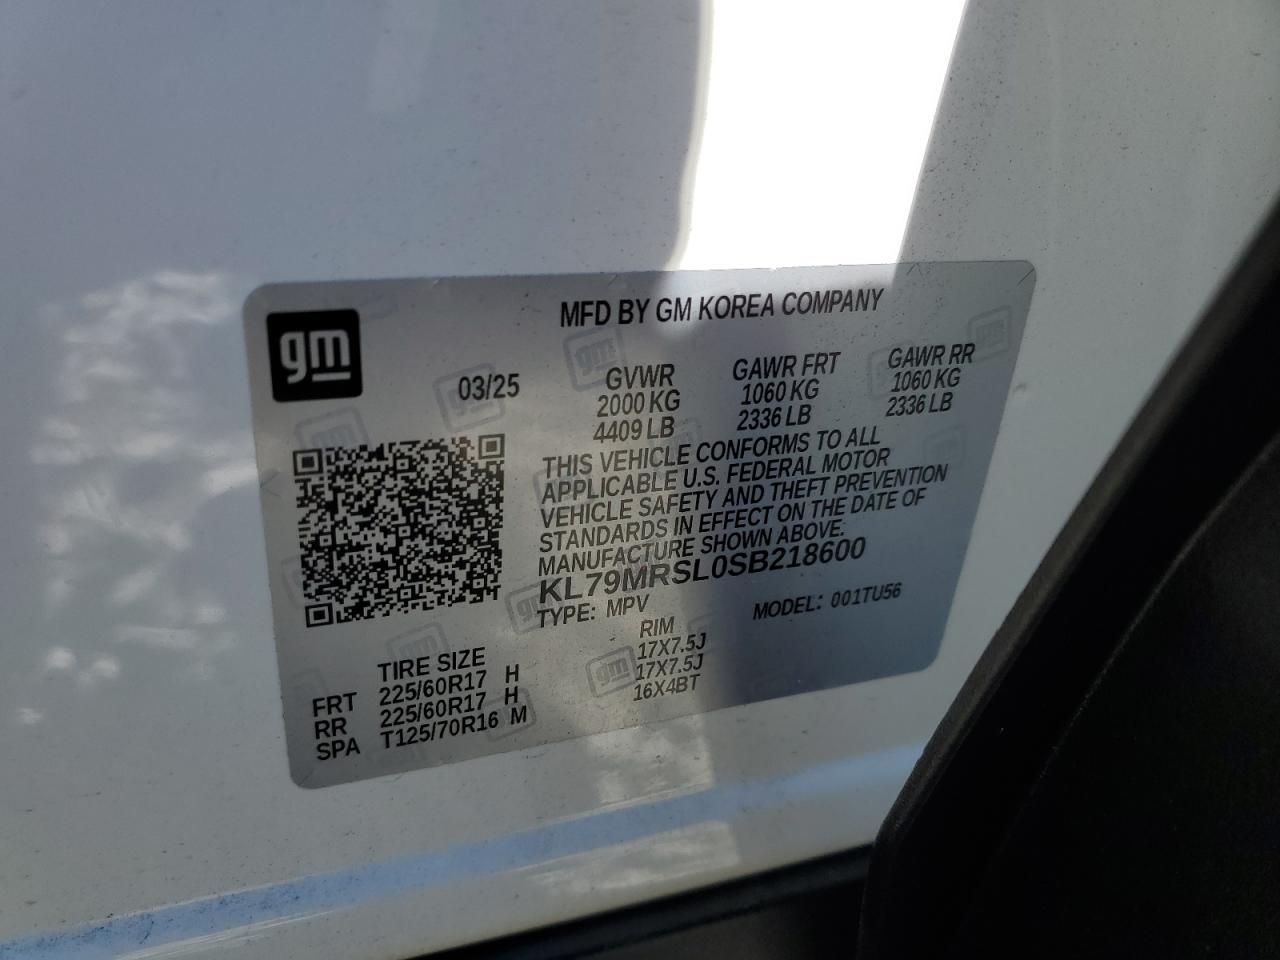 gm
MFD BY GM KOREA COMPANY
03/25
GVWR GAWR FRT GAWR RR
2000 KG 1060 KG 1060 KG
4409 LB 2336 LB 2336 LB
THIS VEHICLE CONFORMS TO ALL
APPLICABLE U.S. FEDERAL MOTOR
VEHICLE SAFETY AND THEFT PREVENTION
STANDARDS IN EFFECT ON THE DATE OF
MANUFACTURE SHOWN ABOVE.
KL79MRSL0SB218600
TYPE: MPV MODEL: 001TU56
TIRE SIZE RIM
FRT 225/60R17 H 17X7.5J
RR 225/60R17 H 17X7.5J
SPA T125/70R16 M 16X4BT